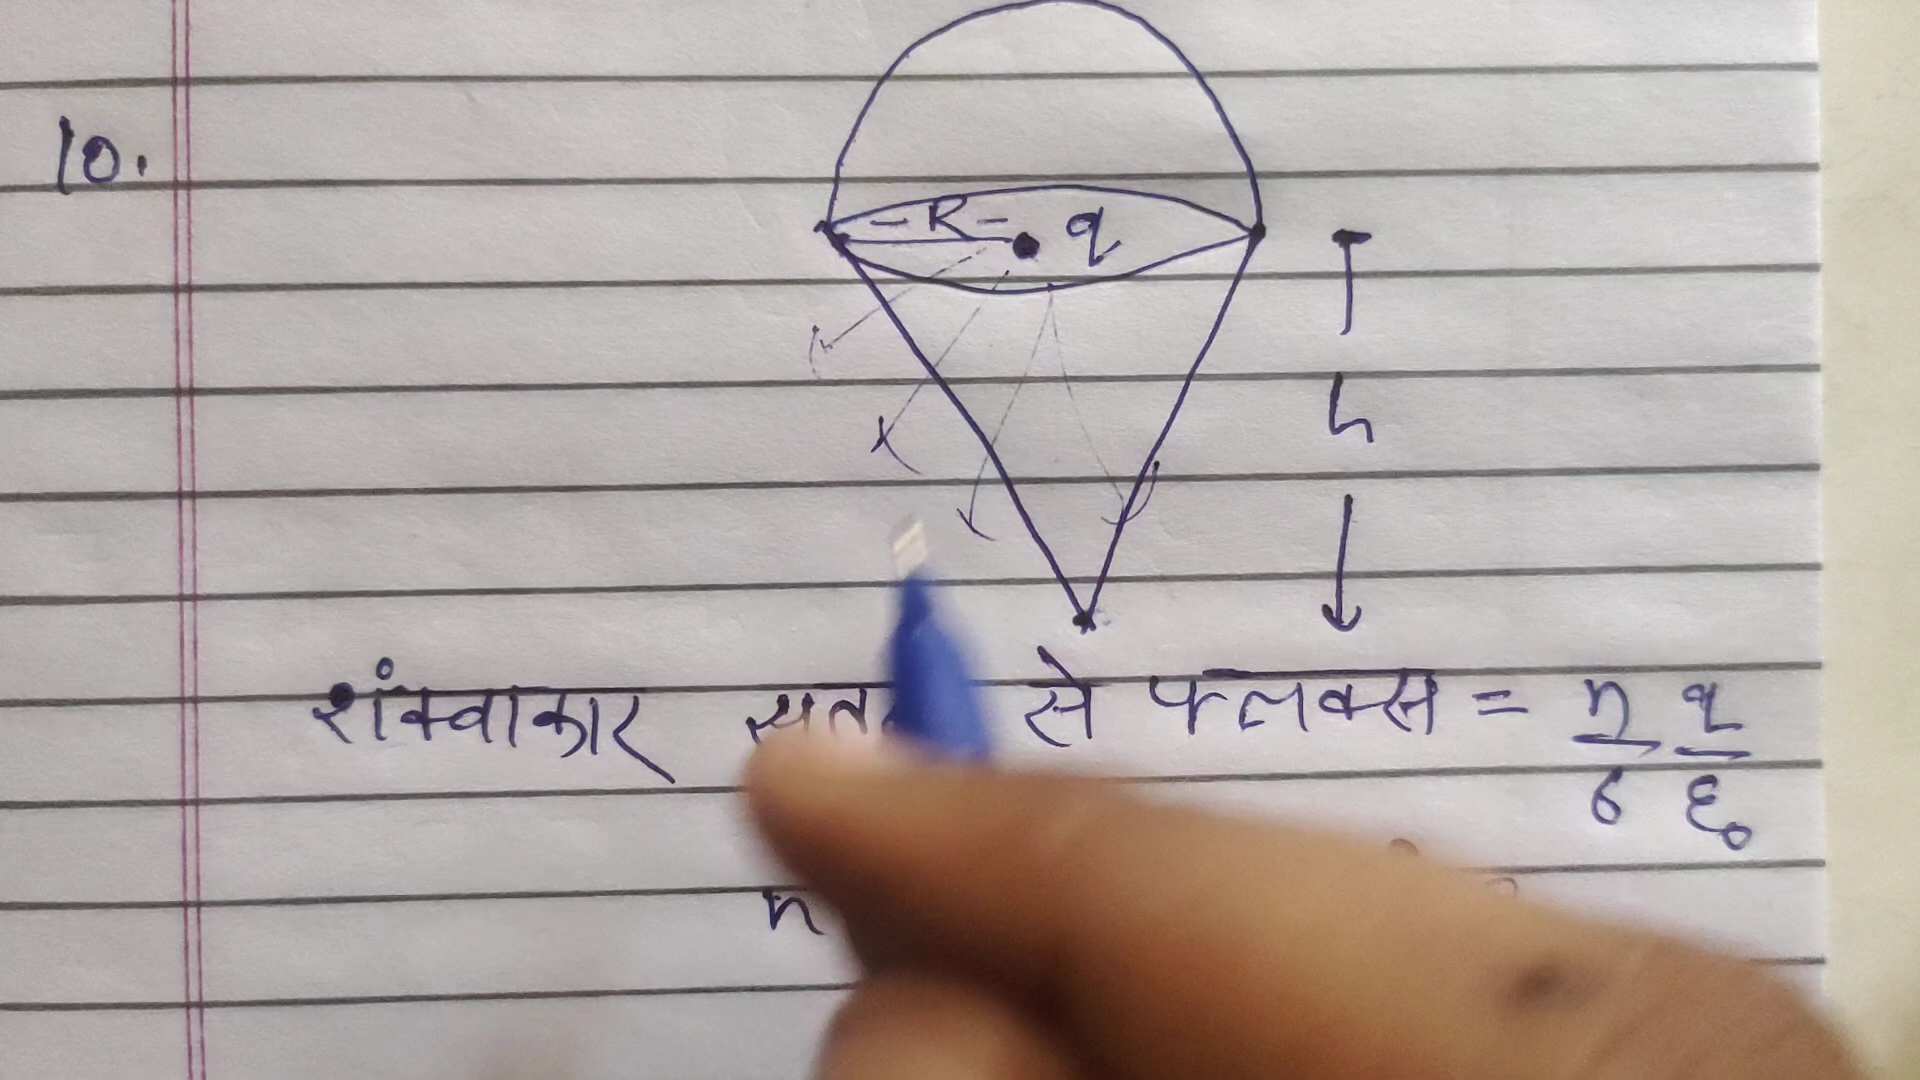 10.
R q
h
शंक्वाकार से फ्लक्स = n/6 q/ε₀
n